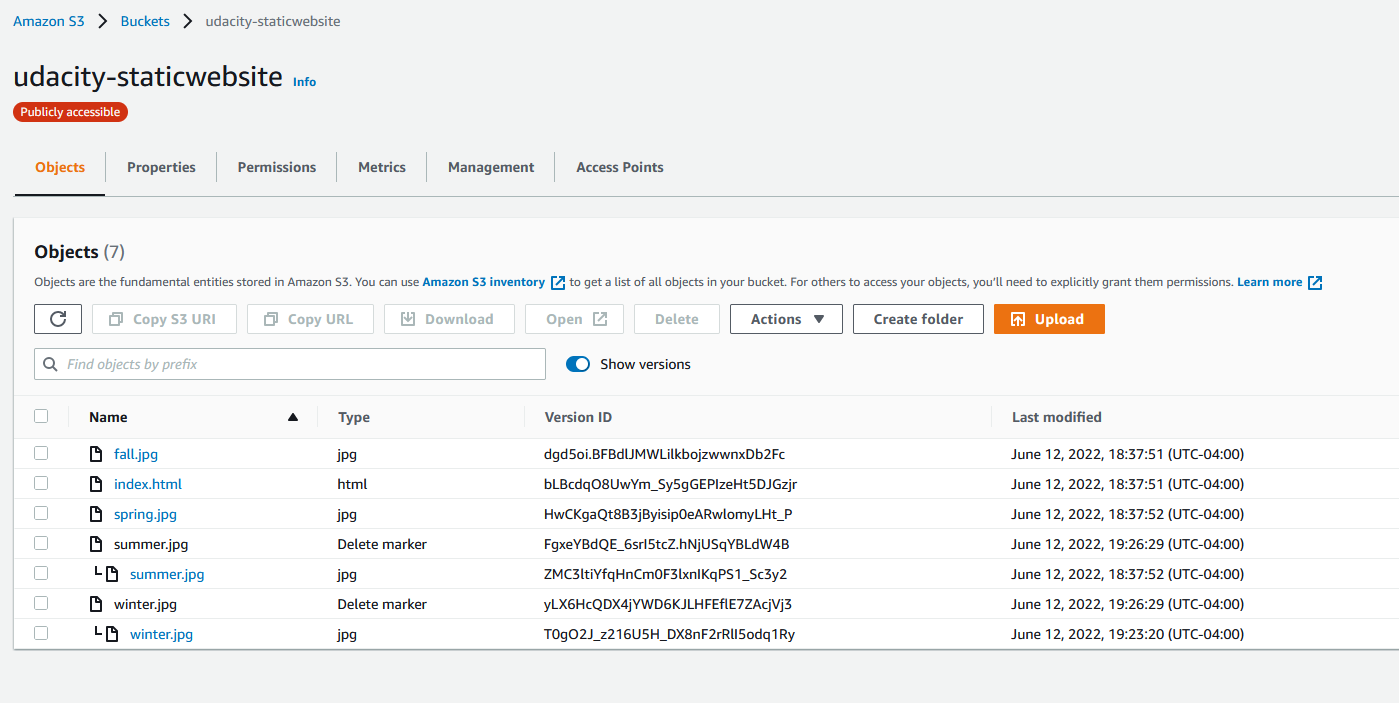 Amazon S3 > Buckets > udacity-staticwebsite
udacity-staticwebsite Info
Publicly accessible
Objects Properties Permissions Metrics Management Access Points
Objects (7)
Objects are the fundamental entities stored in Amazon S3. You can use Amazon S3 inventory to get a list of all objects in your bucket. For others to access your objects, you'll need to explicitly grant them permissions. Learn more
Copy S3 URI Copy URL Download Open Delete Actions Create folder Upload
Find objects by prefix Show versions
Name Type Version ID Last modified
fall.jpg jpg dgd5oi.BFBdlJMWLilkbojzwwnxDb2Fc June 12, 2022, 18:37:51 (UTC-04:00)
index.html html bLBcdqO8UwYm_Sy5gGEPIzeHt5DJGzjr June 12, 2022, 18:37:51 (UTC-04:00)
spring.jpg jpg HwCKgaQt8B3jByisip0eARwlomyLHt_P June 12, 2022, 18:37:52 (UTC-04:00)
summer.jpg Delete marker FgxeYBdQE_6srI5tcZ.hNjUSqYBLdW4B June 12, 2022, 19:26:29 (UTC-04:00)
summer.jpg jpg ZMC3ltiYfqHnCm0F3lxnIKqPS1_Sc3y2 June 12, 2022, 18:37:52 (UTC-04:00)
winter.jpg Delete marker yLX6HcQDX4jYWD6KJLHFEflE7ZAcjVj3 June 12, 2022, 19:26:29 (UTC-04:00)
winter.jpg jpg T0gO2J_z216U5H_DX8nF2rRlI5odq1Ry June 12, 2022, 19:23:20 (UTC-04:00)